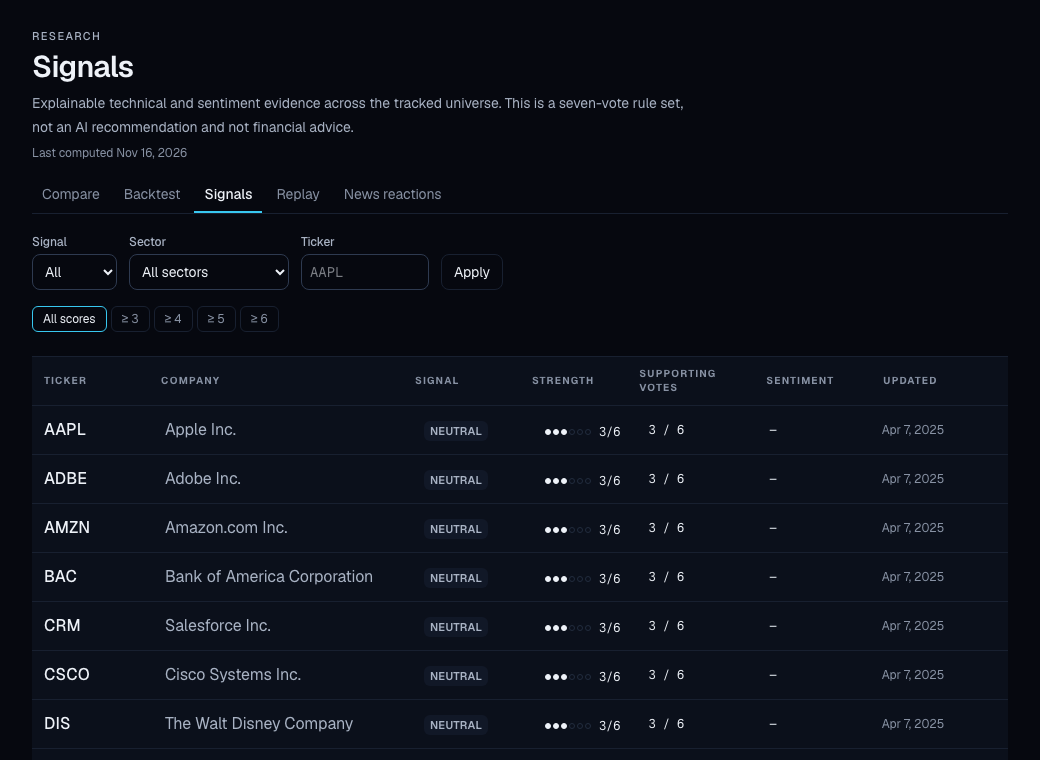 RESEARCH
Signals
Explainable technical and sentiment evidence across the tracked universe. This is a seven-vote rule set,
not an AI recommendation and not financial advice.
Last computed Nov 16, 2026
Compare Backtest Signals Replay News reactions
Signal Sector Ticker
All All sectors AAPL Apply
All scores ≥ 3 ≥ 4 ≥ 5 ≥ 6
TICKER COMPANY SIGNAL STRENGTH SUPPORTING VOTES SENTIMENT UPDATED
AAPL Apple Inc. NEUTRAL ●●●○○○ 3/6 3 / 6 – Apr 7, 2025
ADBE Adobe Inc. NEUTRAL ●●●○○○ 3/6 3 / 6 – Apr 7, 2025
AMZN Amazon.com Inc. NEUTRAL ●●●○○○ 3/6 3 / 6 – Apr 7, 2025
BAC Bank of America Corporation NEUTRAL ●●●○○○ 3/6 3 / 6 – Apr 7, 2025
CRM Salesforce Inc. NEUTRAL ●●●○○○ 3/6 3 / 6 – Apr 7, 2025
CSCO Cisco Systems Inc. NEUTRAL ●●●○○○ 3/6 3 / 6 – Apr 7, 2025
DIS The Walt Disney Company NEUTRAL ●●●○○○ 3/6 3 / 6 – Apr 7, 2025